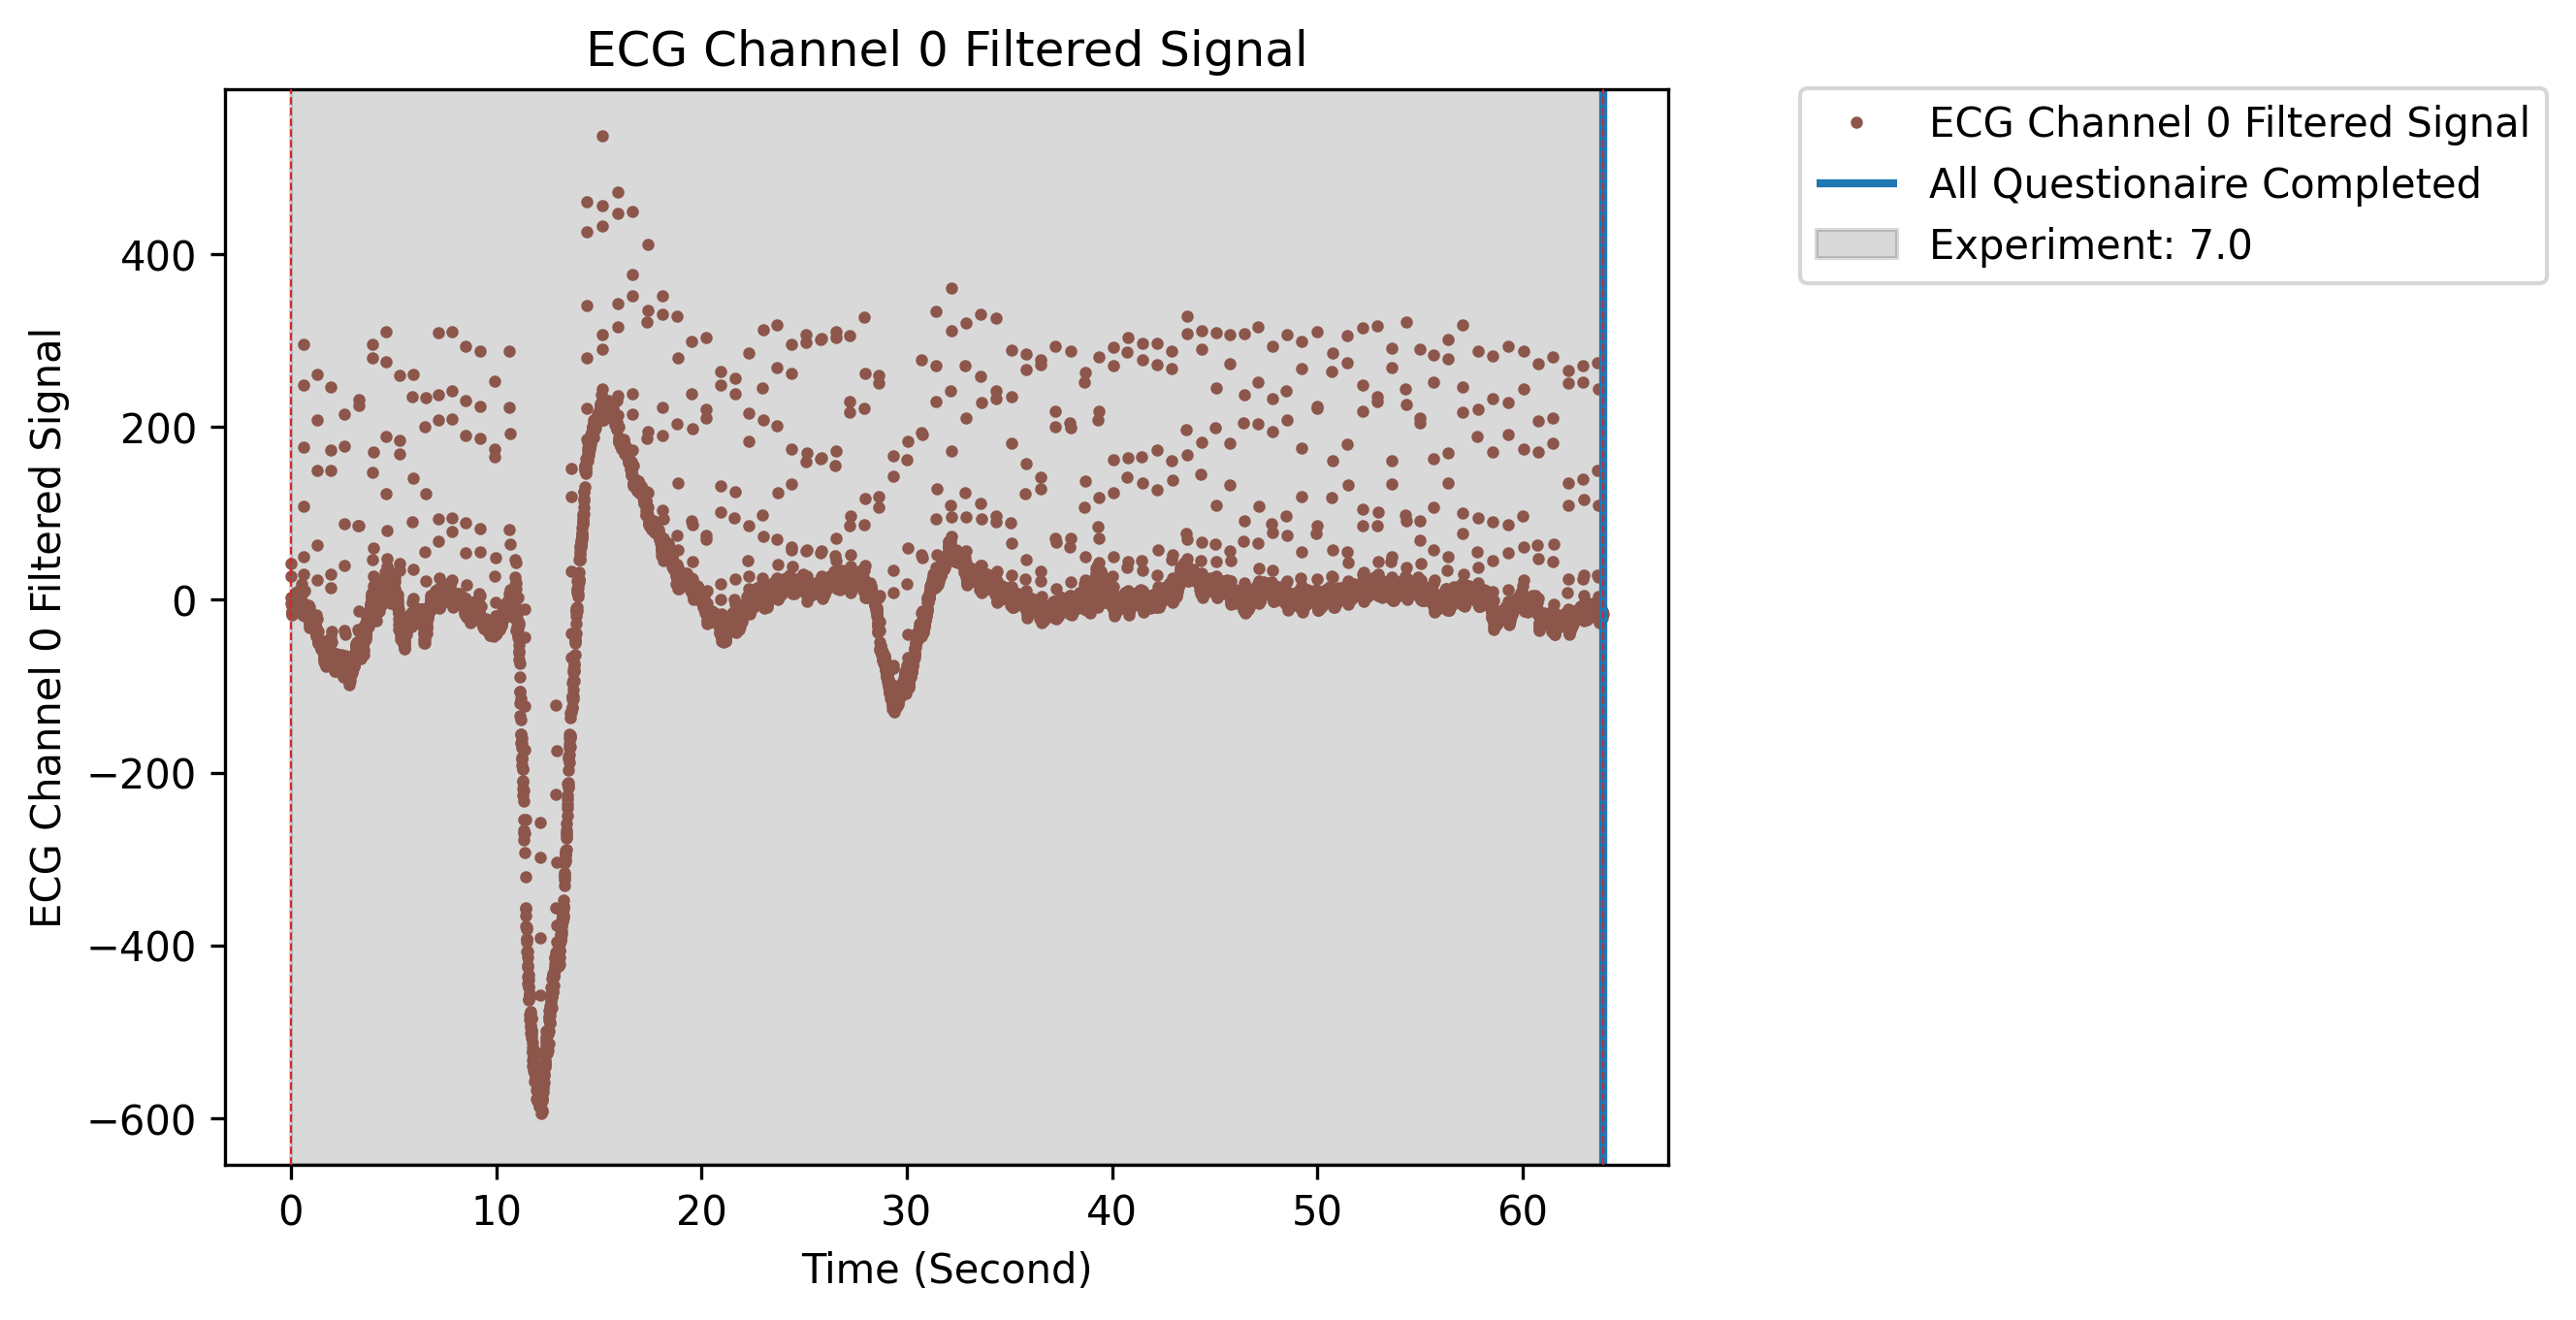 ECG Channel 0 Filtered Signal
ECG Channel 0 Filtered Signal
All Questionaire Completed
Experiment: 7.0
ECG Channel 0 Filtered Signal
400
200
0
−200
−400
−600
0 10 20 30 40 50 60
Time (Second)